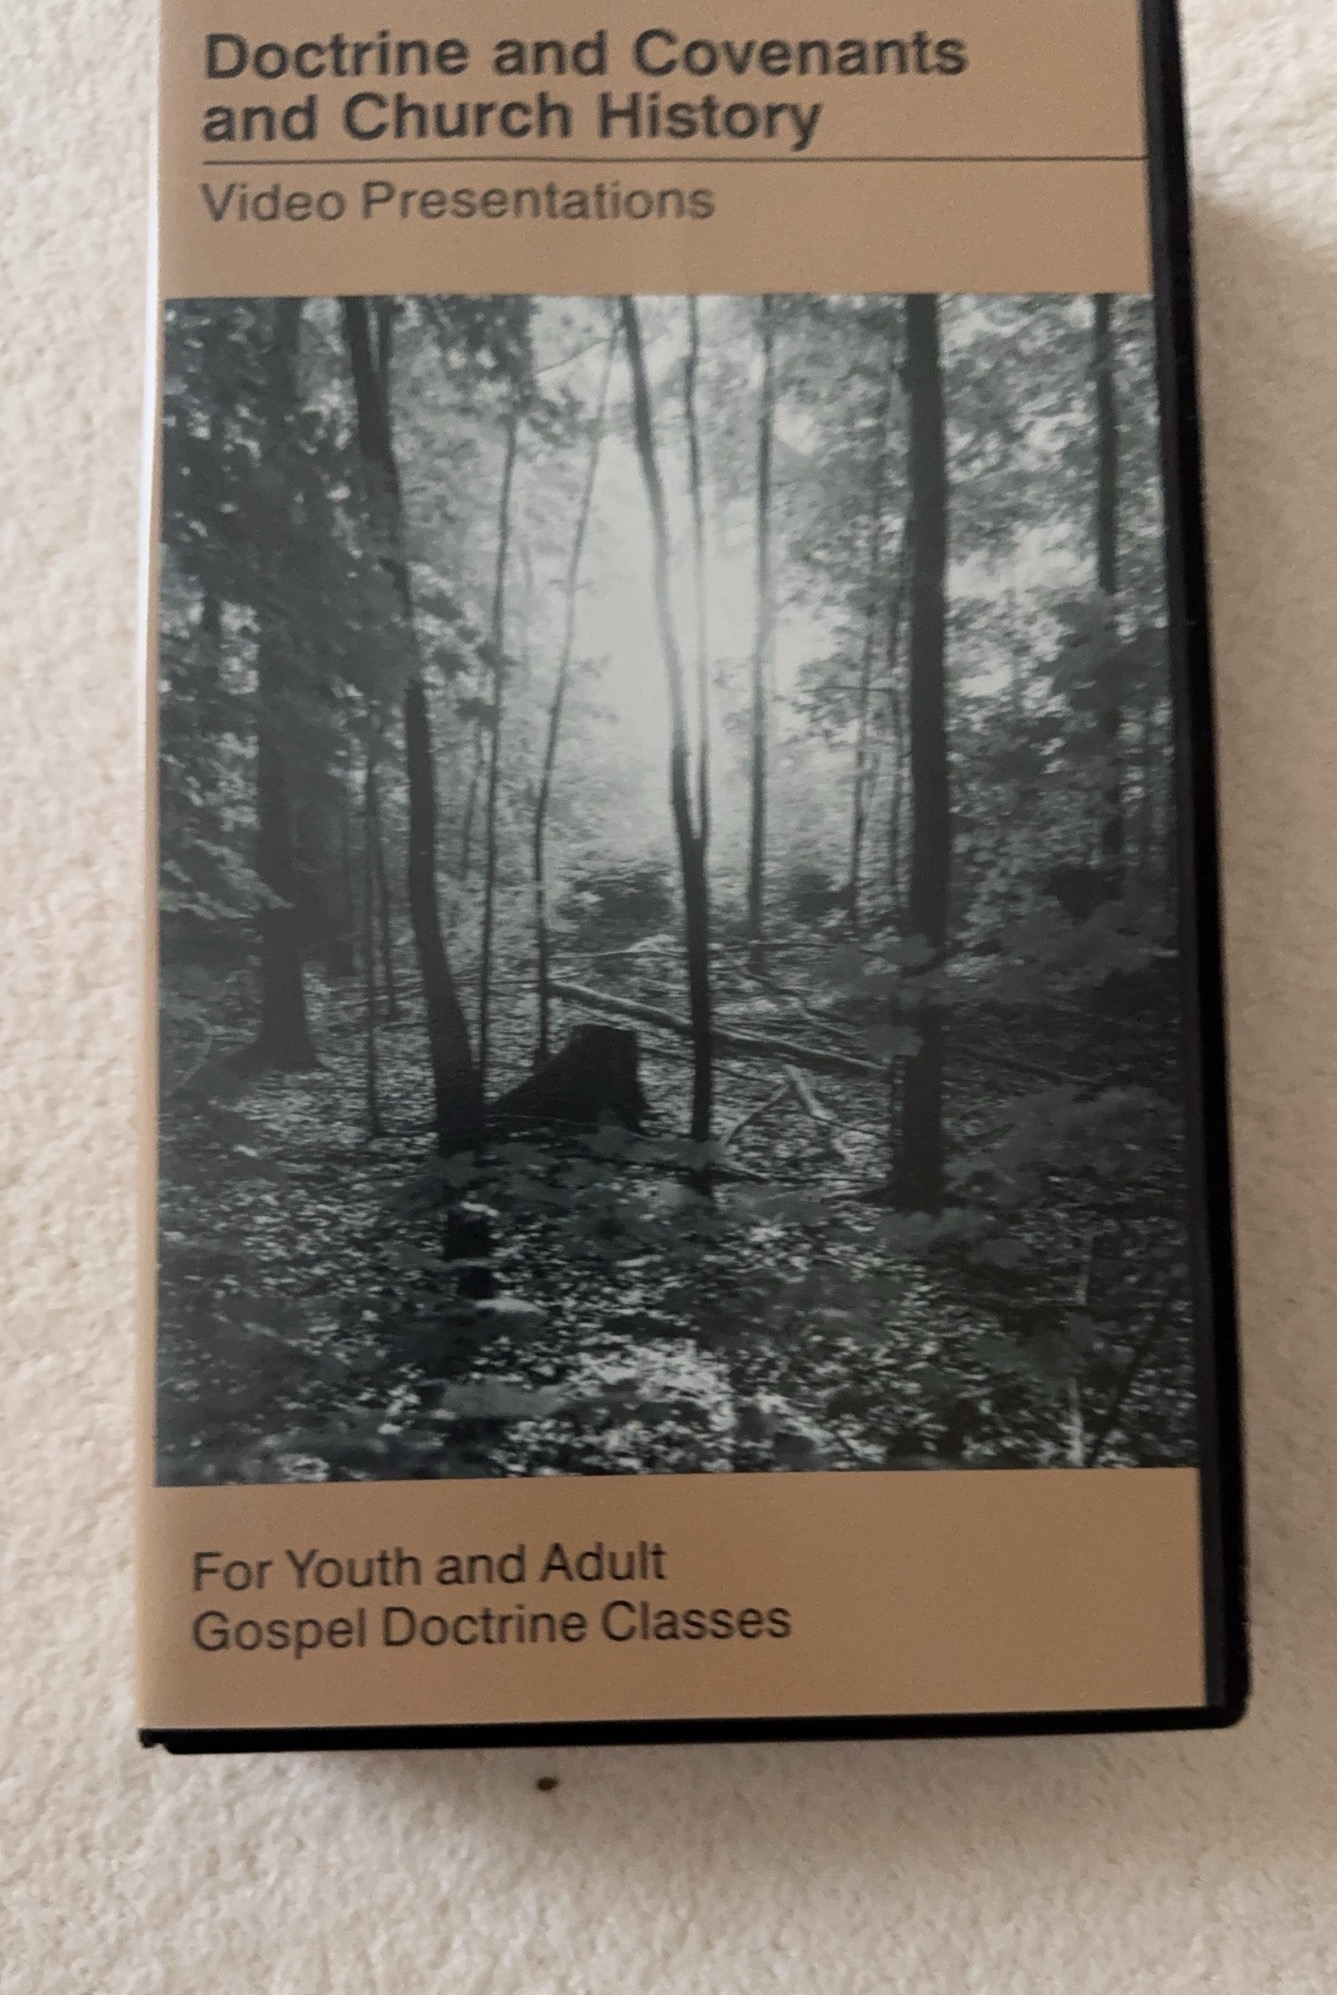 Doctrine and Covenants
and Church History
Video Presentations
For Youth and Adult
Gospel Doctrine Classes